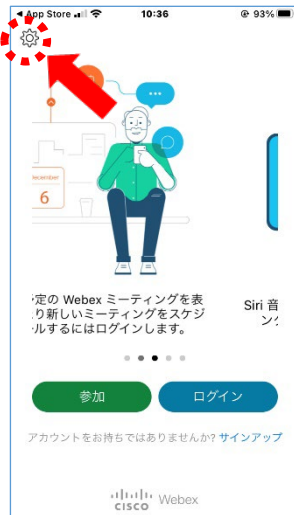 App Store
10:36
93%
December
6
定の Webex ミーティングを表
り新しいミーティングをスケジ
ールするにはログインします。
Siri 音
ン
参加
ログイン
アカウントをお持ちではありませんか? サインアップ
CISCO Webex